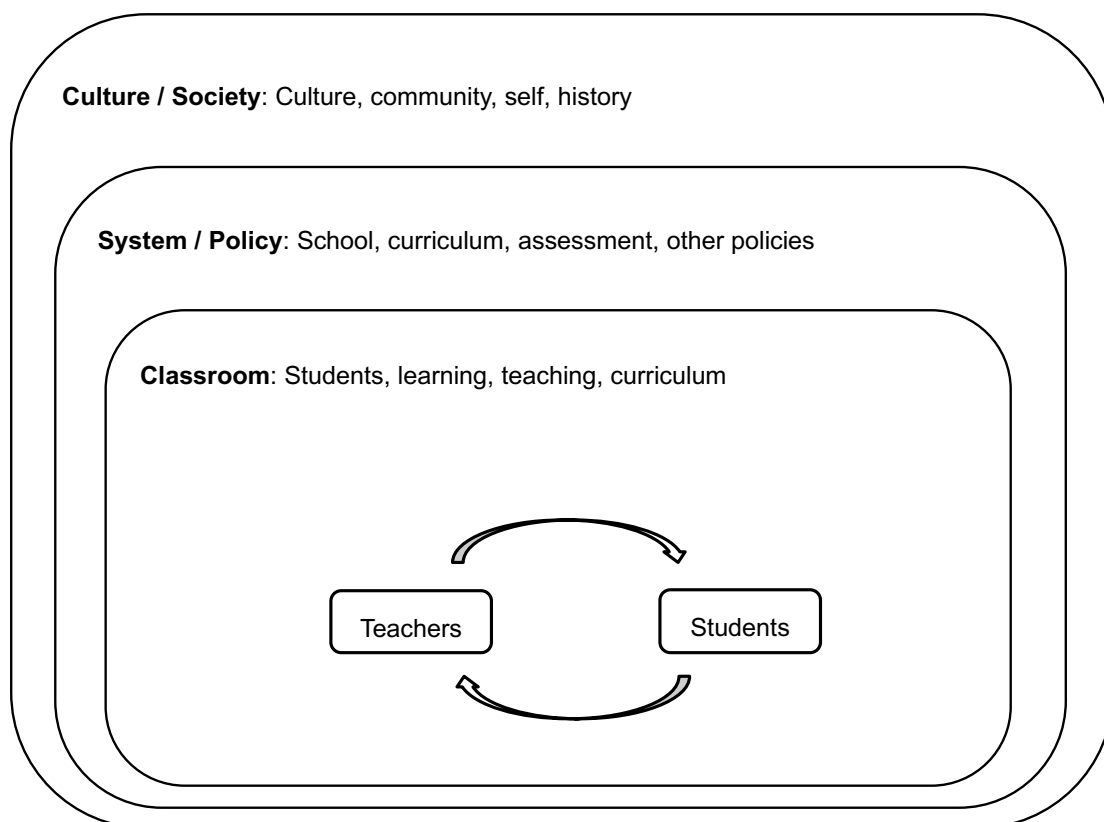 Culture / Society: Culture, community, self, history
System / Policy: School, curriculum, assessment, other policies
Classroom: Students, learning, teaching, curriculum
Teachers
Students